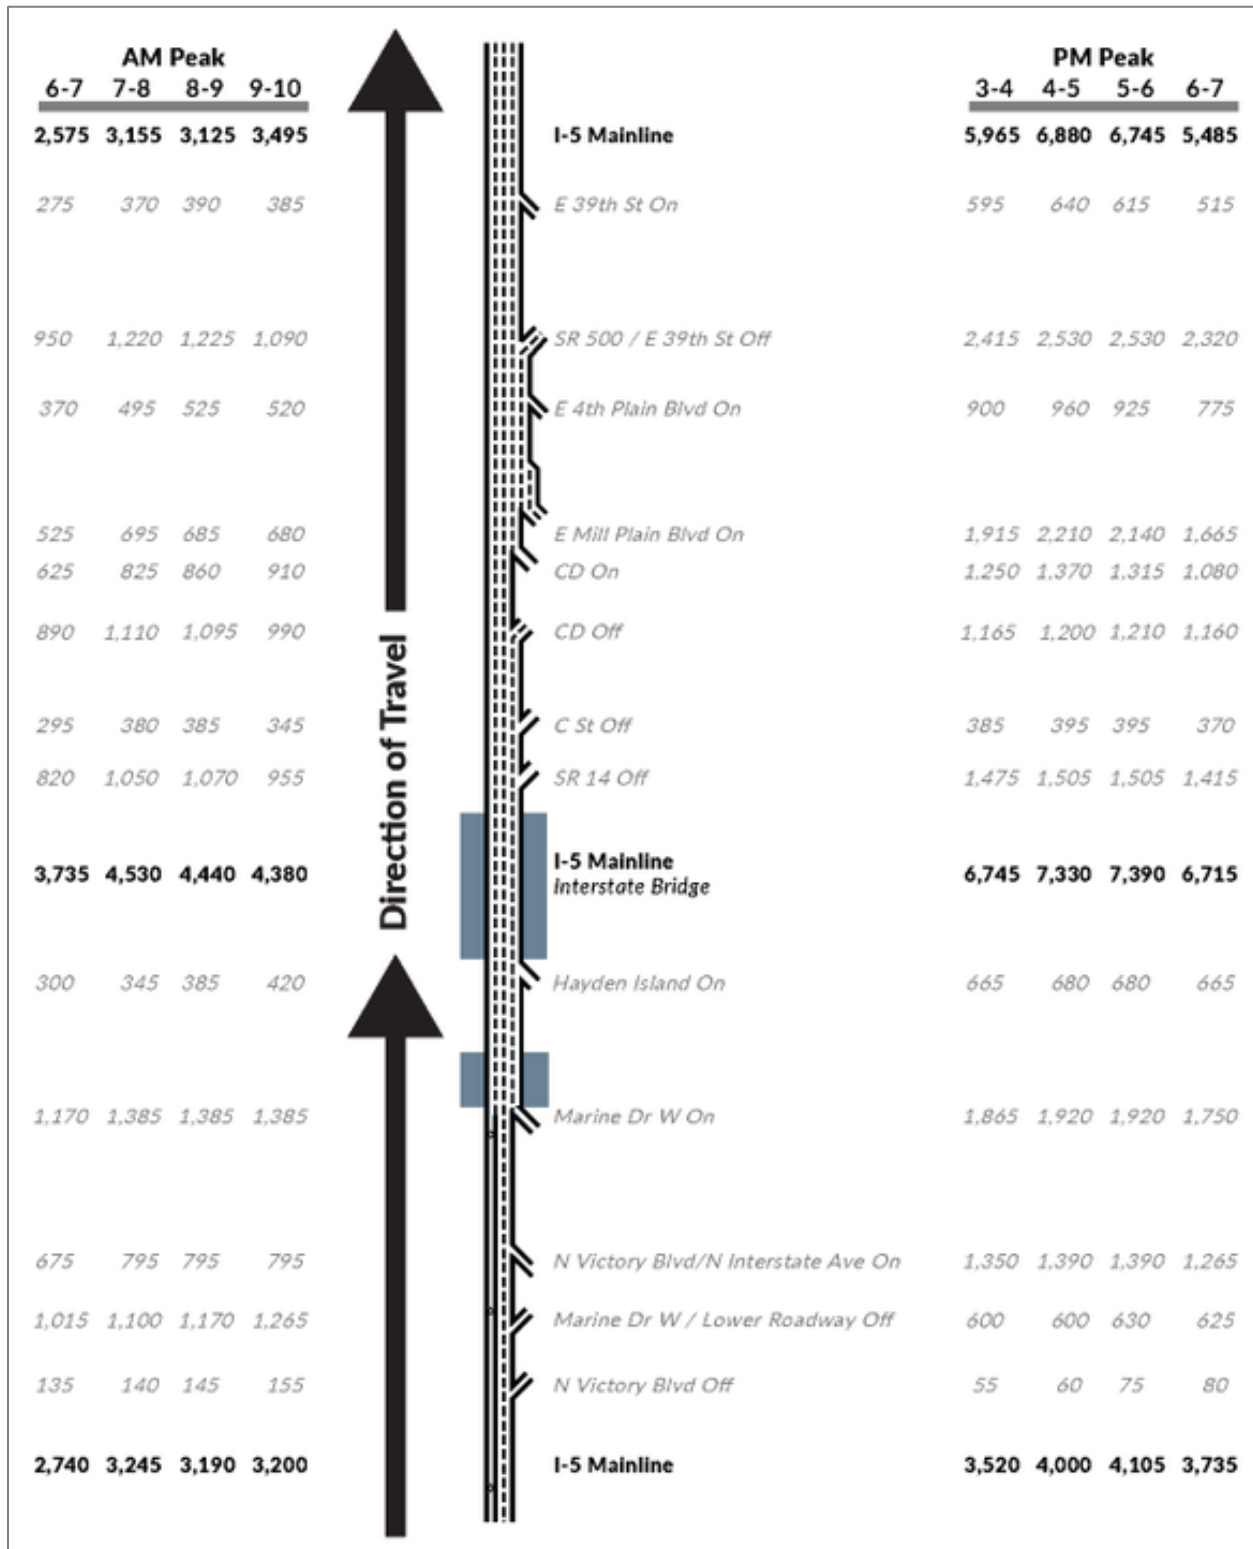 AM Peak
PM Peak
6-7 7-8 8-9 9-10
3-4 4-5 5-6 6-7
2,575 3,155 3,125 3,495 I-5 Mainline 5,965 6,880 6,745 5,485
275 370 390 385 E 39th St On 595 640 615 515
950 1,220 1,225 1,090 SR 500 / E 39th St Off 2,415 2,530 2,530 2,320
370 495 525 520 E 4th Plain Blvd On 900 960 925 775
525 695 685 680 E Mill Plain Blvd On 1,915 2,210 2,140 1,665
625 825 860 910 CD On 1,250 1,370 1,315 1,080
890 1,110 1,095 990 CD Off 1,165 1,200 1,210 1,160
Direction of Travel
295 380 385 345 C St Off 385 395 395 370
820 1,050 1,070 955 SR 14 Off 1,475 1,505 1,505 1,415
3,735 4,530 4,440 4,380 I-5 Mainline 6,745 7,330 7,390 6,715
Interstate Bridge
300 345 385 420 Hayden Island On 665 680 680 665
1,170 1,385 1,385 1,385 Marine Dr W On 1,865 1,920 1,920 1,750
675 795 795 795 N Victory Blvd/N Interstate Ave On 1,350 1,390 1,390 1,265
1,015 1,100 1,170 1,265 Marine Dr W / Lower Roadway Off 600 600 630 625
135 140 145 155 N Victory Blvd Off 55 60 75 80
2,740 3,245 3,190 3,200 I-5 Mainline 3,520 4,000 4,105 3,735